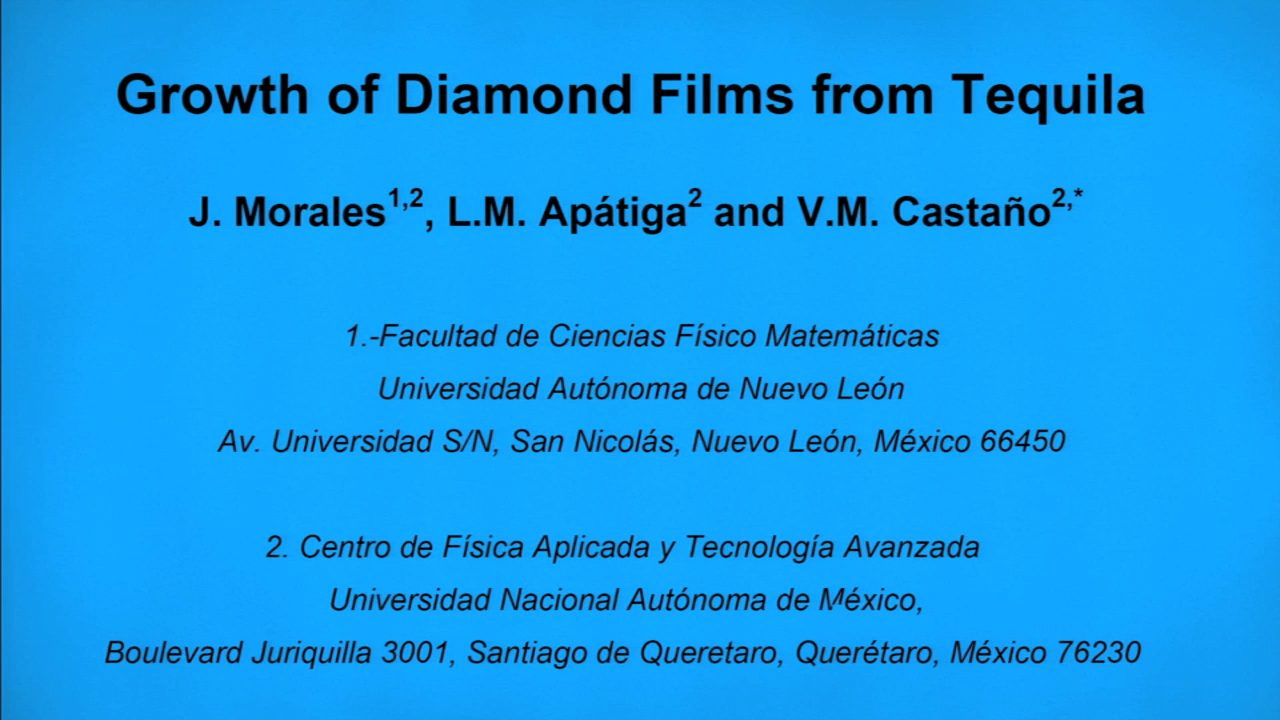 Growth of Diamond Films from Tequila
J. Morales1,2, L.M. Apátiga2 and V.M. Castaño2,*
1.-Facultad de Ciencias Físico Matemáticas
Universidad Autónoma de Nuevo León
Av. Universidad S/N, San Nicolás, Nuevo León, México 66450
2. Centro de Física Aplicada y Tecnología Avanzada
Universidad Nacional Autónoma de México,
Boulevard Juriquilla 3001, Santiago de Queretaro, Querétaro, México 76230